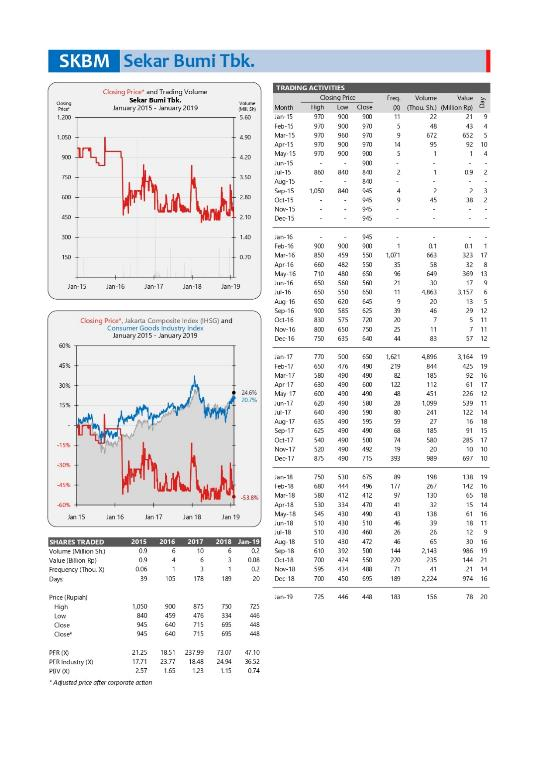 SKBM Sekar Bumi Tbk.
Closing Price* and Trading Volume
Sekar Bumi Tbk.
January 2015 - January 2019
Closing Price*
Volume (Mill. Sh)
1,200 5.60
1,050 4.90
900 4.20
750 3.50
600 2.80
450 2.10
300 1.40
150 0.70
Jan-15 Jan-16 Jan-17 Jan-18 Jan-19
Closing Price*, Jakarta Composite Index (IHSG) and
Consumer Goods Industry Index
January 2015 - January 2019
60%
45%
30%
15%
-
-15%
-30%
-45%
-60%
24.6%
20.7%
-53.8%
Jan 15 Jan 16 Jan 17 Jan 18 Jan 19
SHARES TRADED 2015 2016 2017 2018 Jan-19
Volume (Million Sh.) 0.9 6 10 6 0.2
Value (Billion Rp) 0.9 4 6 3 0.08
Frequency (Thou. X) 0.06 1 3 1 0.2
Days 39 105 178 189 20
Price (Rupiah)
High 1,050 900 875 750 725
Low 840 459 476 334 446
Close 945 640 715 695 448
Close* 945 640 715 695 448
PER (X) 21.25 18.51 237.99 73.07 47.10
PER Industry (X) 17.71 23.77 18.48 24.94 36.52
PBV (X) 2.57 1.65 1.23 1.15 0.74
* Adjusted price after corporate action
TRADING ACTIVITIES
Closing Price Freq. Volume Value Day
Month High Low Close (X) (Thou. Sh.) (Million Rp)
Jan-15 970 900 900 11 22 21 9
Feb-15 970 900 970 5 48 43 4
Mar-15 970 960 970 9 672 652 5
Apr-15 970 900 970 14 95 92 10
May-15 970 900 900 5 1 1 4
Jun-15 - - 900 - - - -
Jul-15 860 840 840 2 1 0.9 2
Aug-15 - - 840 - - - -
Sep-15 1,050 840 945 4 2 2 3
Oct-15 - - 945 9 45 38 2
Nov-15 - - 945 - - - -
Dec-15 - - 945 - - - -
Jan-16 - - 945 - - - -
Feb-16 900 900 900 1 0.1 0.1 1
Mar-16 850 459 550 1,071 663 323 17
Apr-16 660 482 550 35 58 32 8
May-16 710 480 650 96 649 369 13
Jun-16 650 560 560 21 30 17 9
Jul-16 650 550 650 11 4,863 3,157 6
Aug-16 650 620 645 9 20 13 5
Sep-16 900 585 625 39 46 29 12
Oct-16 830 575 720 20 7 5 11
Nov-16 800 650 750 25 11 7 11
Dec-16 750 635 640 44 83 57 12
Jan-17 770 500 650 1,621 4,896 3,164 19
Feb-17 650 476 490 219 844 425 19
Mar-17 580 490 490 82 185 92 16
Apr-17 630 490 600 122 112 61 17
May-17 600 490 490 48 451 226 12
Jun-17 620 490 580 28 1,099 539 11
Jul-17 640 490 590 80 241 122 14
Aug-17 635 490 595 59 27 16 18
Sep-17 625 490 490 68 185 91 15
Oct-17 540 490 500 74 580 285 17
Nov-17 520 490 492 19 20 10 10
Dec-17 875 490 715 393 989 697 10
Jan-18 750 530 675 89 198 138 19
Feb-18 680 444 496 177 267 142 16
Mar-18 580 412 412 97 130 65 18
Apr-18 530 334 470 41 32 15 14
May-18 545 430 490 43 138 61 16
Jun-18 510 430 510 46 39 18 11
Jul-18 510 430 460 26 26 12 9
Aug-18 510 430 472 46 65 30 16
Sep-18 610 392 500 144 2,143 986 19
Oct-18 700 424 550 220 235 144 21
Nov-18 595 434 488 71 41 21 14
Dec-18 700 450 695 189 2,224 974 16
Jan-19 725 446 448 183 156 78 20